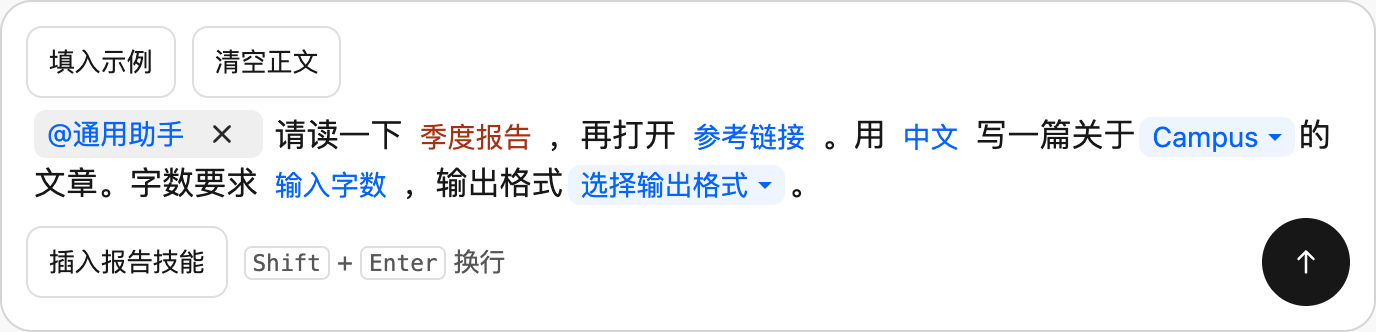 填入示例 清空正文
@通用助手 × 请读一下 季度报告 ，再打开 参考链接 。用 中文 写一篇关于 Campus 的
文章。字数要求 输入字数 ，输出格式 选择输出格式 。
插入报告技能 Shift + Enter 换行